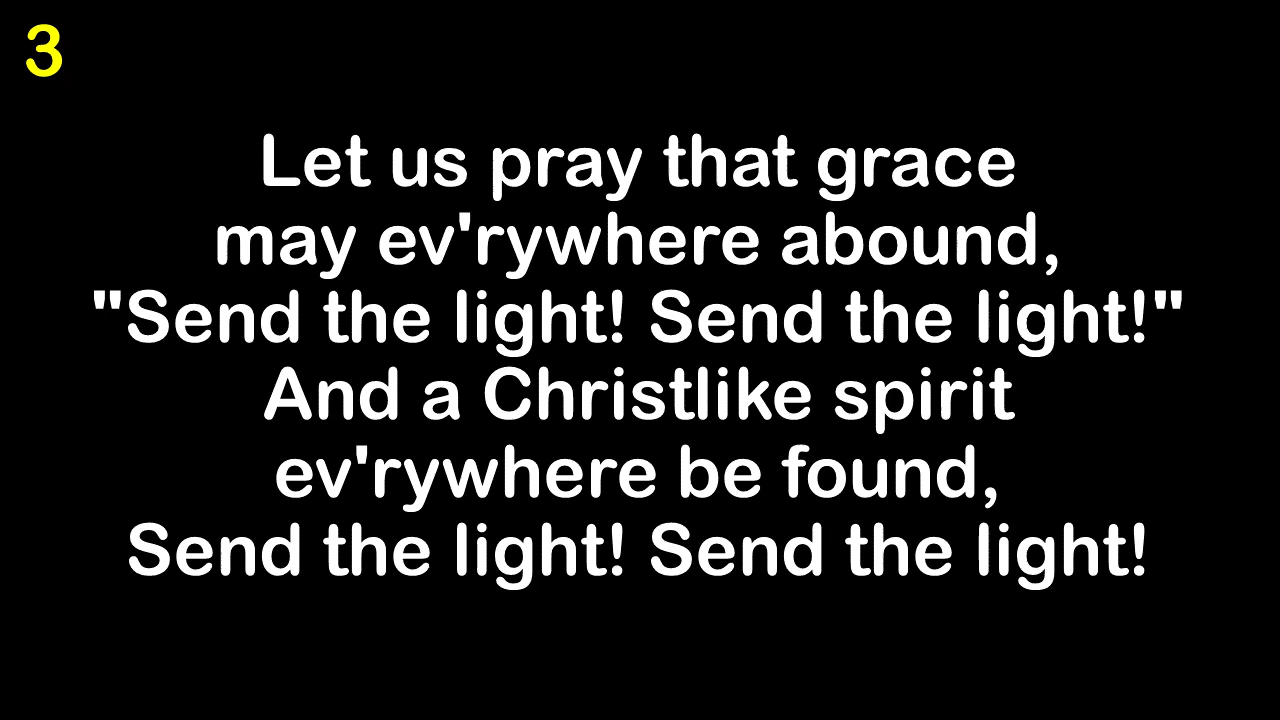 3
Let us pray that grace
may ev'rywhere abound,
"Send the light! Send the light!"
And a Christlike spirit
ev'rywhere be found,
Send the light! Send the light!